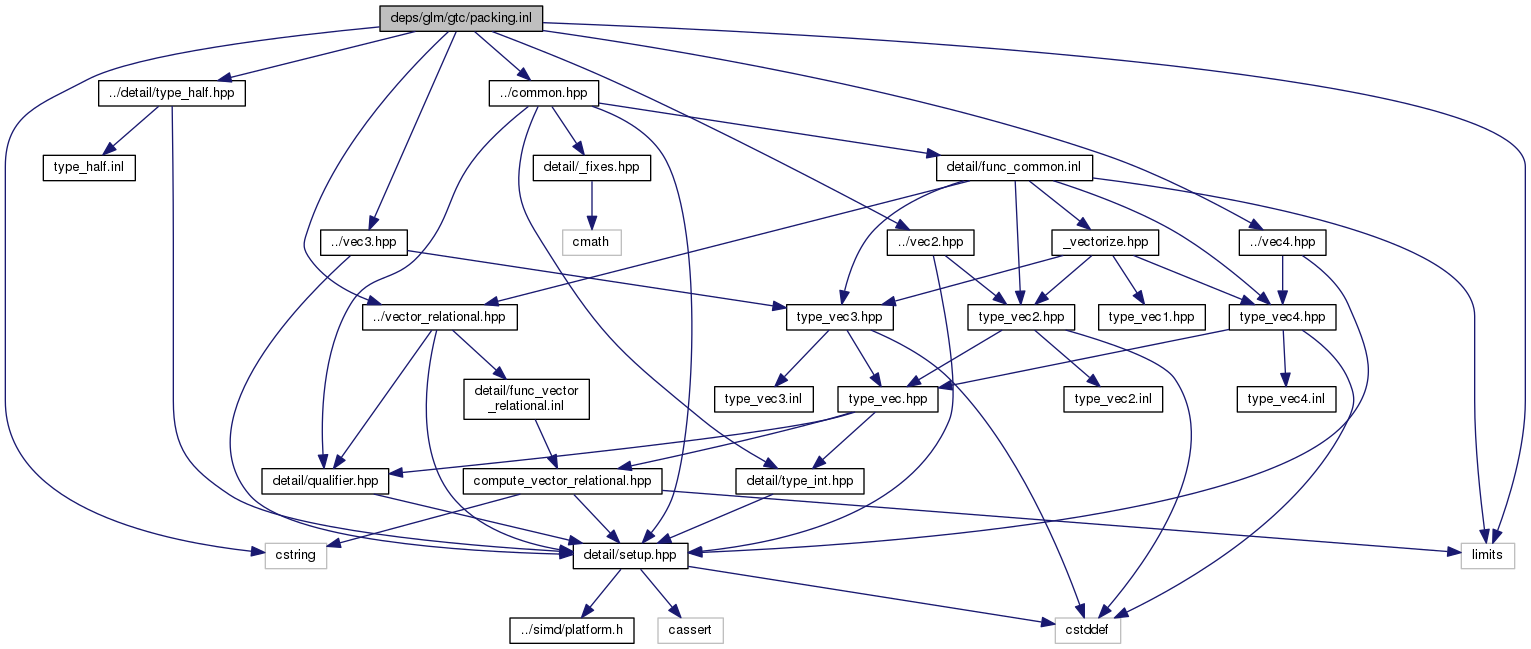 deps/glm/gtc/packing.inl
../detail/type_half.hpp
../common.hpp
type_half.inl
detail/_fixes.hpp
detail/func_common.inl
../vec3.hpp
cmath
../vec2.hpp
_vectorize.hpp
../vec4.hpp
../vector_relational.hpp
type_vec3.hpp
type_vec2.hpp
type_vec1.hpp
type_vec4.hpp
detail/func_vector
_relational.inl
type_vec3.inl
type_vec.hpp
type_vec2.inl
type_vec4.inl
detail/qualifier.hpp
compute_vector_relational.hpp
detail/type_int.hpp
cstring
detail/setup.hpp
limits
../simd/platform.h
cassert
cstddef